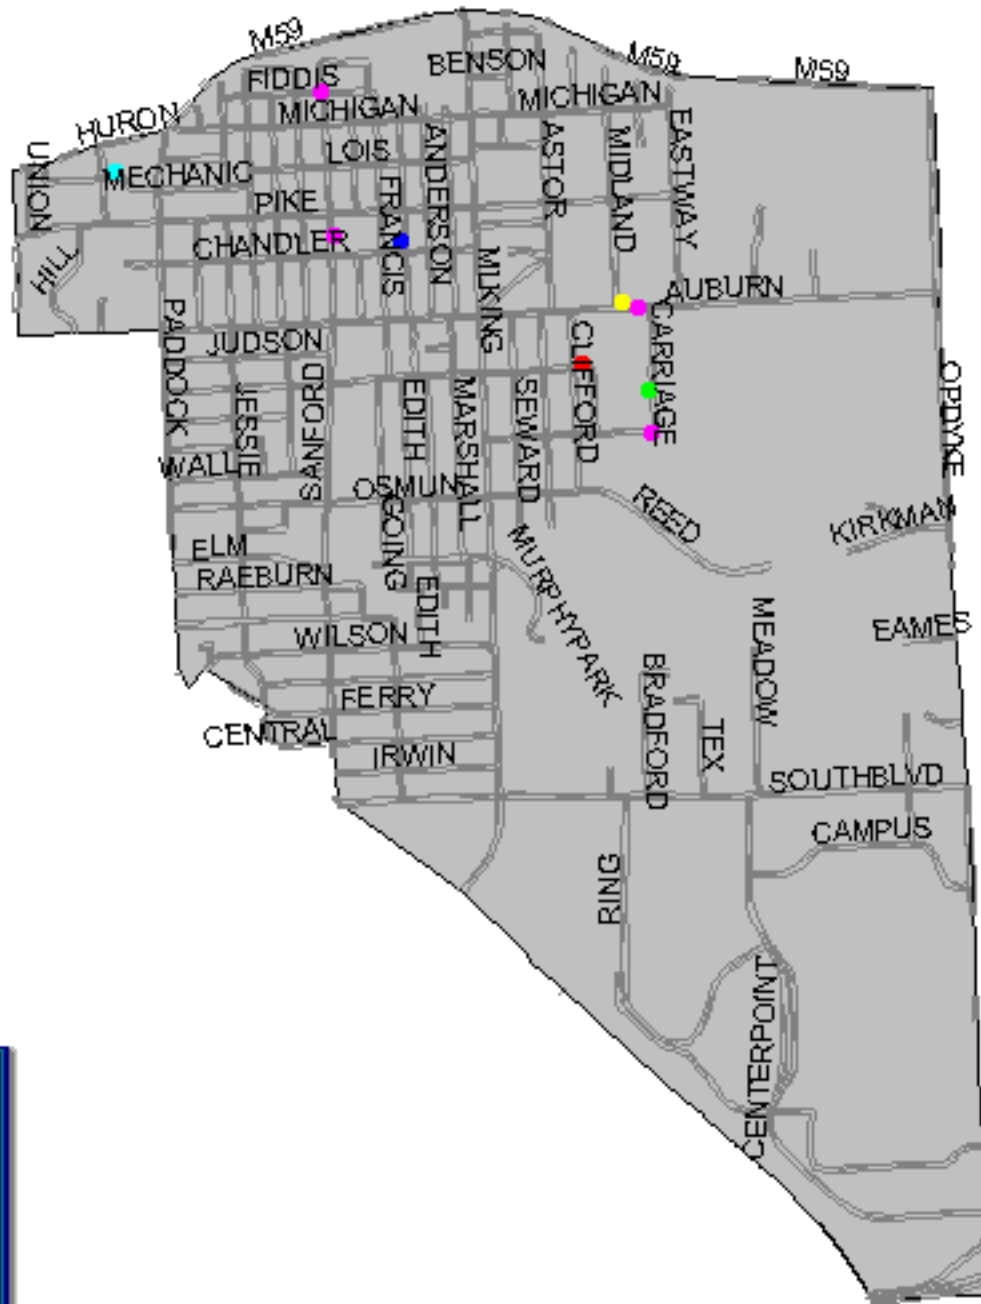 M59
M59
M59
FIDDIS
BENSON
MICHIGAN
MICHIGAN
HURON
UNION
MECHANIC
LOIS
ANDERSON
ASTOR
MIDLAND
EASTWAY
PIKE
FRANCIS
CHANDLER
HILL
MLKING
AUBURN
PADDOCK
JUDSON
CLIFFORD
CARRIAGE
JESSIE
SANFORD
EDITH
MARSHALL
SEWARD
OPDYKE
WALL
OSMUN
GOING
REED
KIRKMAN
ELM
RAEBURN
MURPHYPARK
EDITH
WILSON
MEADOW
EAMES
FERRY
BRADFORD
CENTRAL
TEX
IRWIN
SOUTHBLVD
CAMPUS
RING
CENTERPOINT